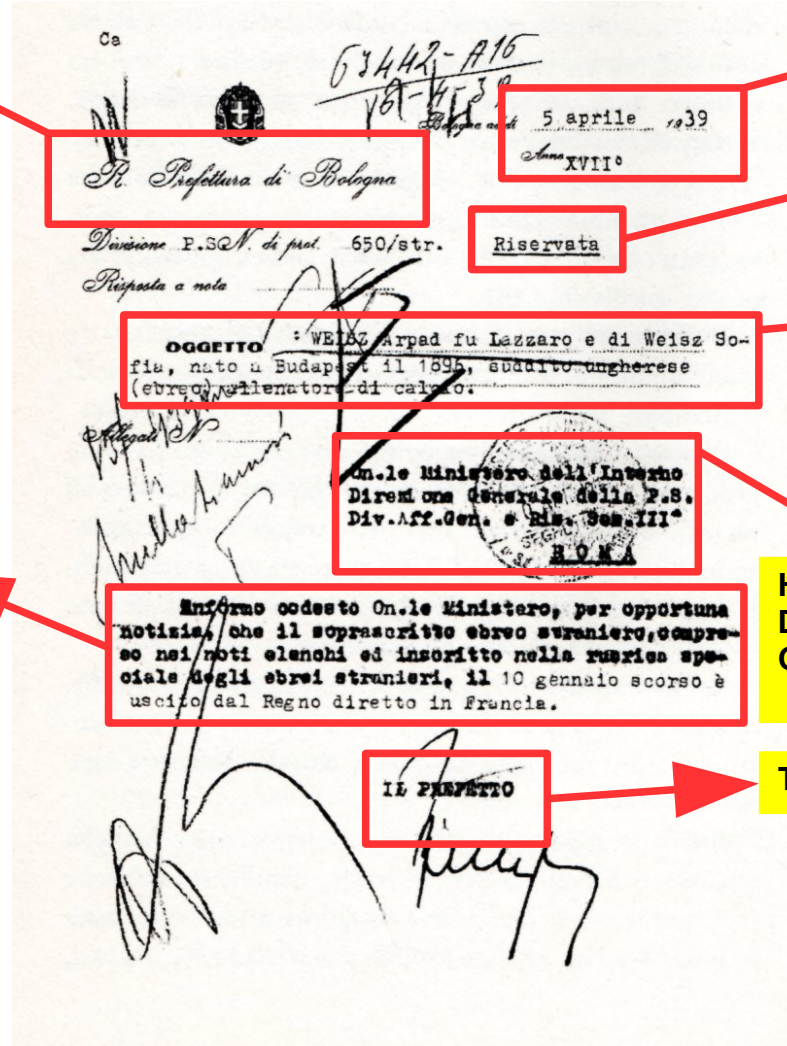 Ca
63442-A16
Bologna addì 5 aprile 1939
Anno XVII°
R. Prefettura di Bologna
Divisione P.S. N. di prot. 650/str. Riservata
Risposta a nota
OGGETTO : WEISZ Arpad fu Lazzaro e di Weisz So-
fia, nato a Budapest il 1896, suddito ungherese
(ebreo) allenatore di calcio.
Allegati N
On.le Ministero dell'Interno
Direzione Generale della P.S.
Div.Aff.Gen. e Ris. Sez.III^
ROMA
H
D
C
Informo codesto On.le Ministero, per opportuna
notizia, che il soprascritto ebreo straniero, compre-
so nei noti elenchi ed inscritto nella rubrica spe-
ciale degli ebrei stranieri, il 10 gennaio scorso è
uscito dal Regno diretto in Francia.
IL PREFETTO
T